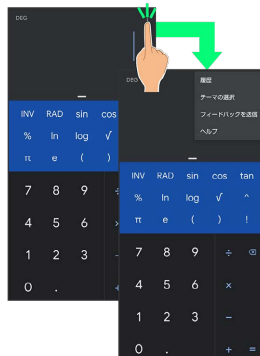 DEG
INV RAD sin cos
% ln log √
π e ( )
7 8 9 ÷
4 5 6 ×
1 2 3 −
0 . +
DEG
履歴
テーマの選択
フィードバックを送信
ヘルプ
INV RAD sin cos tan
% ln log √ ^
π e ( ) !
7 8 9 ÷
4 5 6 ×
1 2 3 −
0 . + =